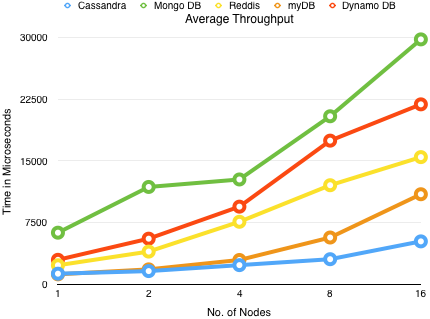 Cassandra Mongo DB Reddis myDB Dynamo DB
Average Throughput
30000
22500
15000
7500
0
Time in Microseconds
1 2 4 8 16
No. of Nodes